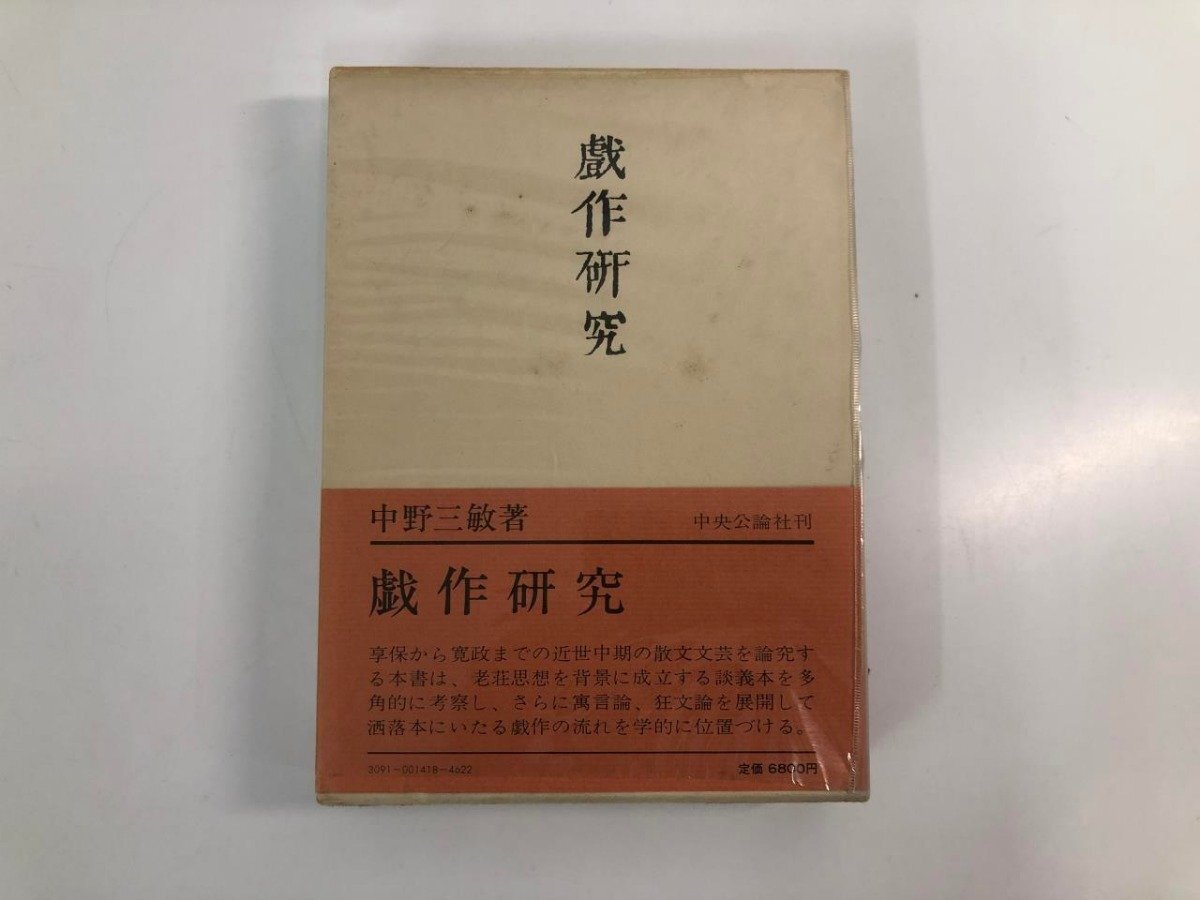 戲作研究
中野三敏著
中央公論社刊
戯作研究
享保から寛政までの近世中期の散文文芸を論究す
る本書は、老荘思想を背景に成立する談義本を多
角的に考察し、さらに寓言論、狂文論を展開して
洒落本にいたる戯作の流れを学的に位置づける。
3091-001418-4622
定価 6800円